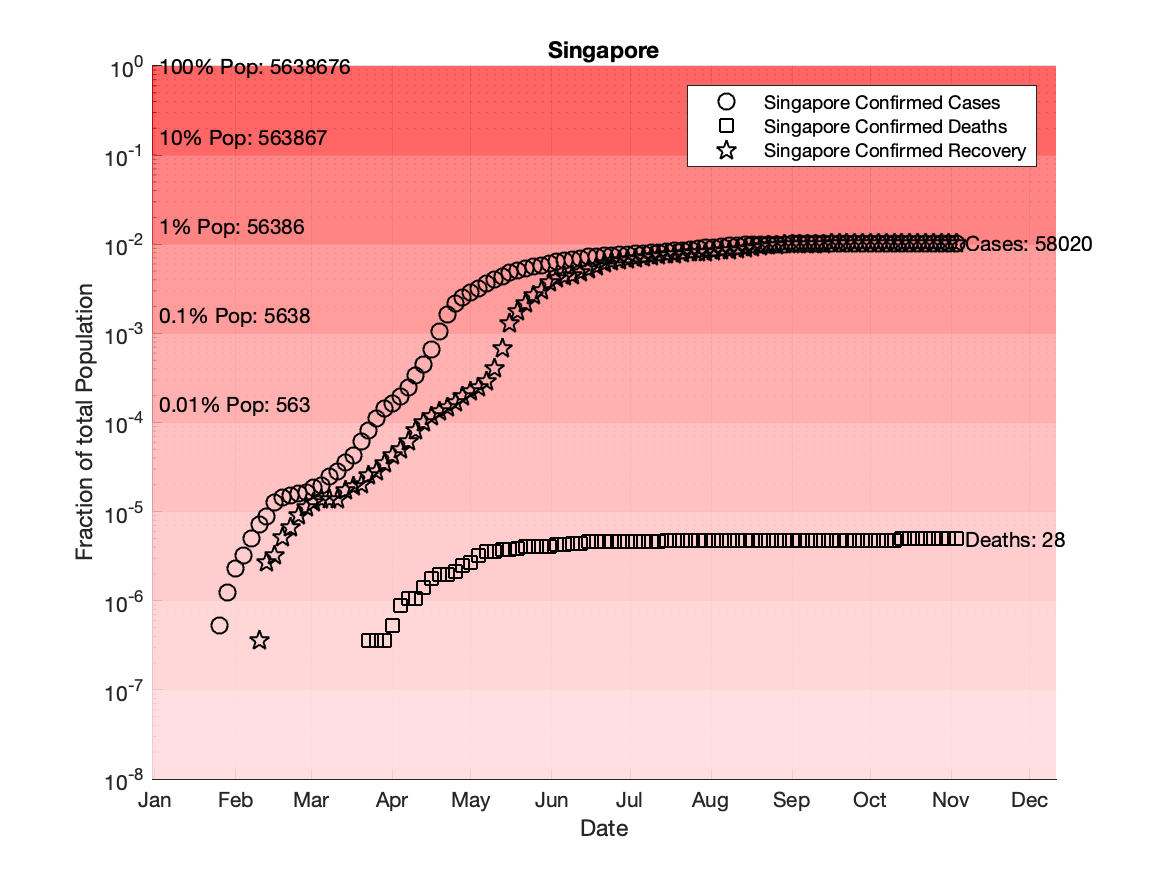 Singapore
10^0
100% Pop: 5638676
Singapore Confirmed Cases
Singapore Confirmed Deaths
Singapore Confirmed Recovery
10% Pop: 563867
10^-1
1% Pop: 56386
10^-2
Cases: 58020
0.1% Pop: 5638
10^-3
0.01% Pop: 563
10^-4
10^-5
Deaths: 28
10^-6
10^-7
10^-8
Fraction of total Population
Jan Feb Mar Apr May Jun Jul Aug Sep Oct Nov Dec
Date